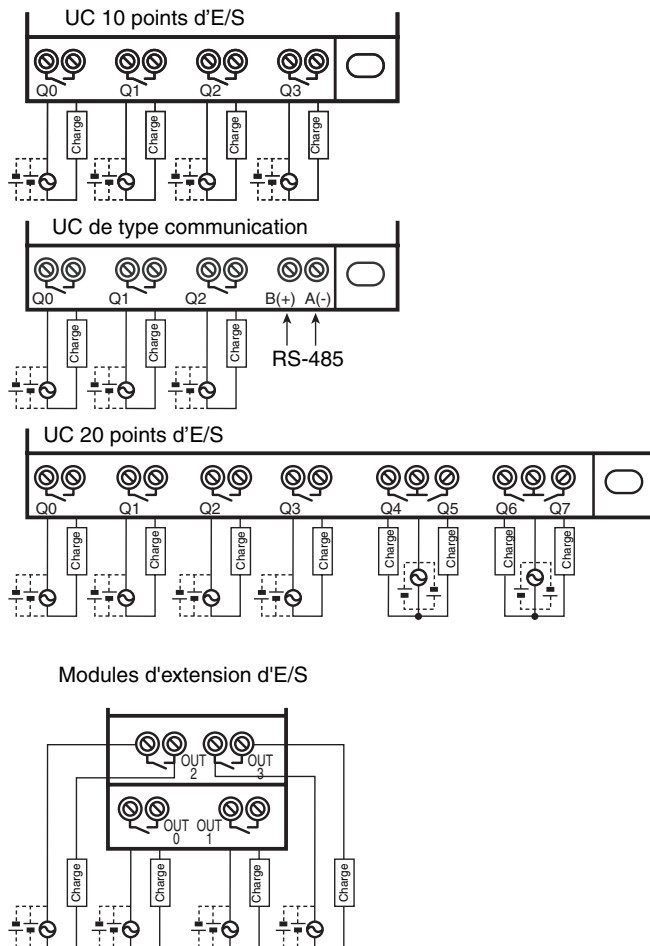 UC 10 points d’E/S
Q0 Q1 Q2 Q3
Charge Charge Charge Charge
UC de type communication
Q0 Q1 Q2 B(+) A(-)
Charge Charge Charge
RS-485
UC 20 points d’E/S
Q0 Q1 Q2 Q3 Q4 Q5 Q6 Q7
Charge Charge Charge Charge Charge Charge Charge Charge
Modules d'extension d'E/S
OUT OUT
2 3
OUT OUT
0 1
Charge Charge Charge Charge